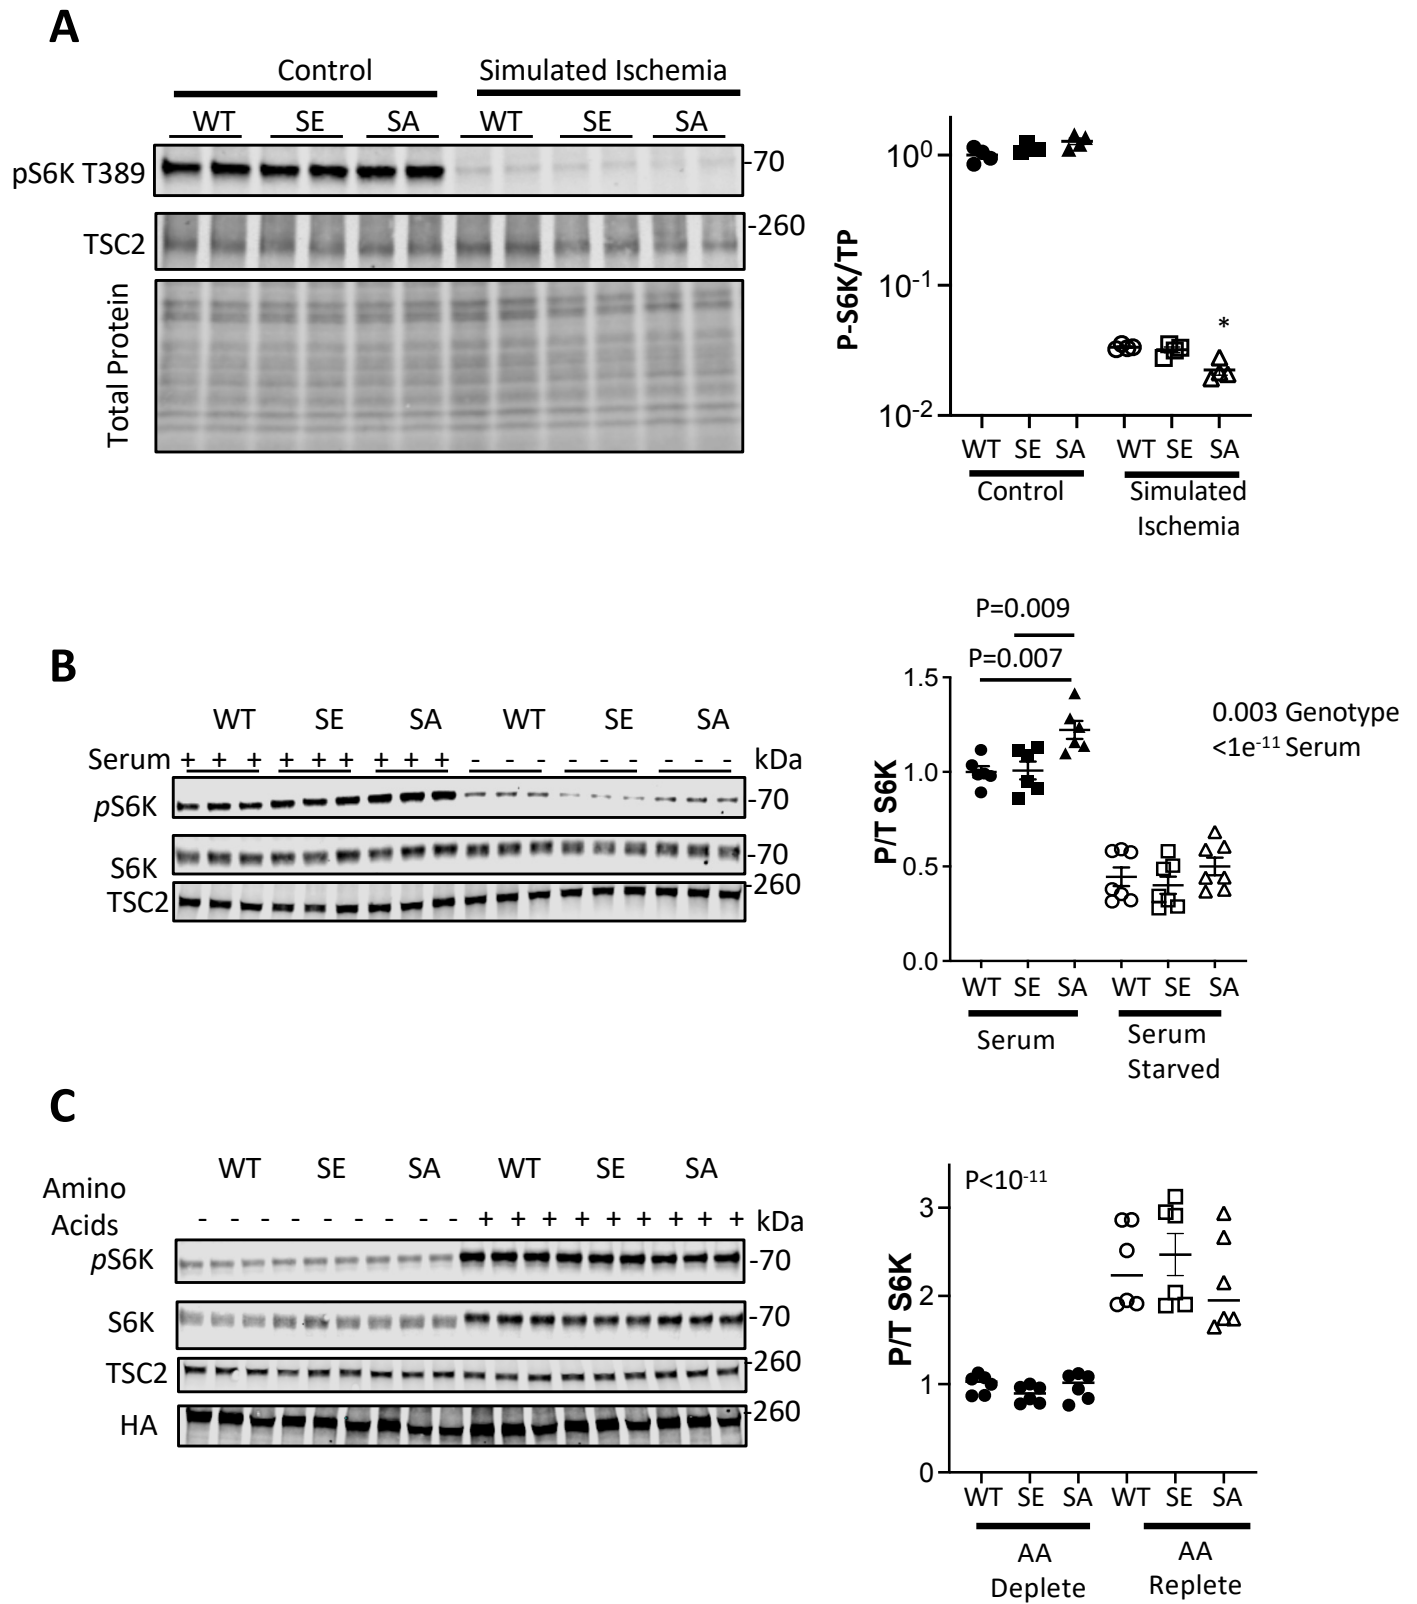 A
Control
Simulated Ischemia
WT SE SA WT SE SA
pS6K T389
-70
TSC2
-260
Total Protein
P-S6K/TP
10⁰
10⁻¹
10⁻²
*
WT SE SA WT SE SA
Control
Simulated
Ischemia
B
WT SE SA WT SE SA
Serum + + + + + + + + + - - - - - - - - - kDa
pS6K
-70
S6K
-70
TSC2
-260
P=0.009
P=0.007
0.003 Genotype
<1e⁻¹¹ Serum
P/T S6K
1.5
1.0
0.5
0.0
WT SE SA WT SE SA
Serum
Serum
Starved
C
WT SE SA WT SE SA
Amino
Acids - - - - - - - - - + + + + + + + + + kDa
pS6K
-70
S6K
-70
TSC2
-260
HA
-260
P<10⁻¹¹
P/T S6K
3
2
1
0
WT SE SA WT SE SA
AA
Deplete
AA
Replete